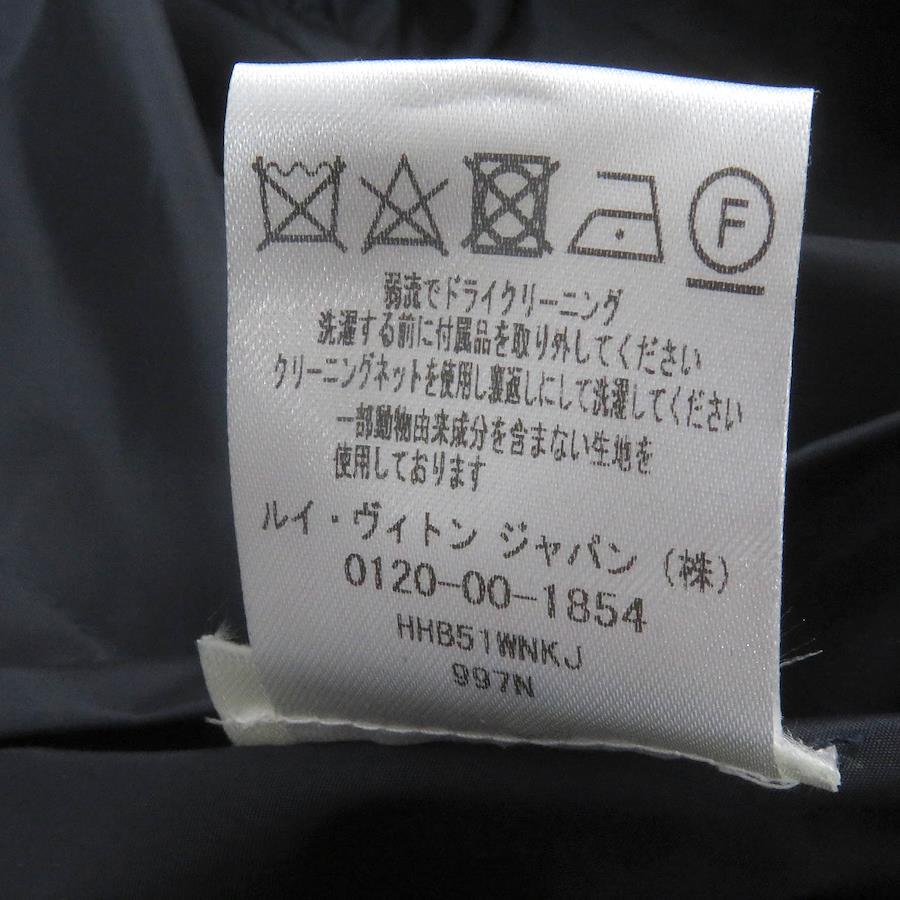 F
弱流でドライクリーニング
洗濯する前に付属品を取り外してください
クリーニングネットを使用し裏返しにして洗濯してください
一部動物由来成分を含まない生地を
使用しております
ルイ・ヴィトン ジャパン（株）
0120-00-1854
HHB51WNKJ
997N